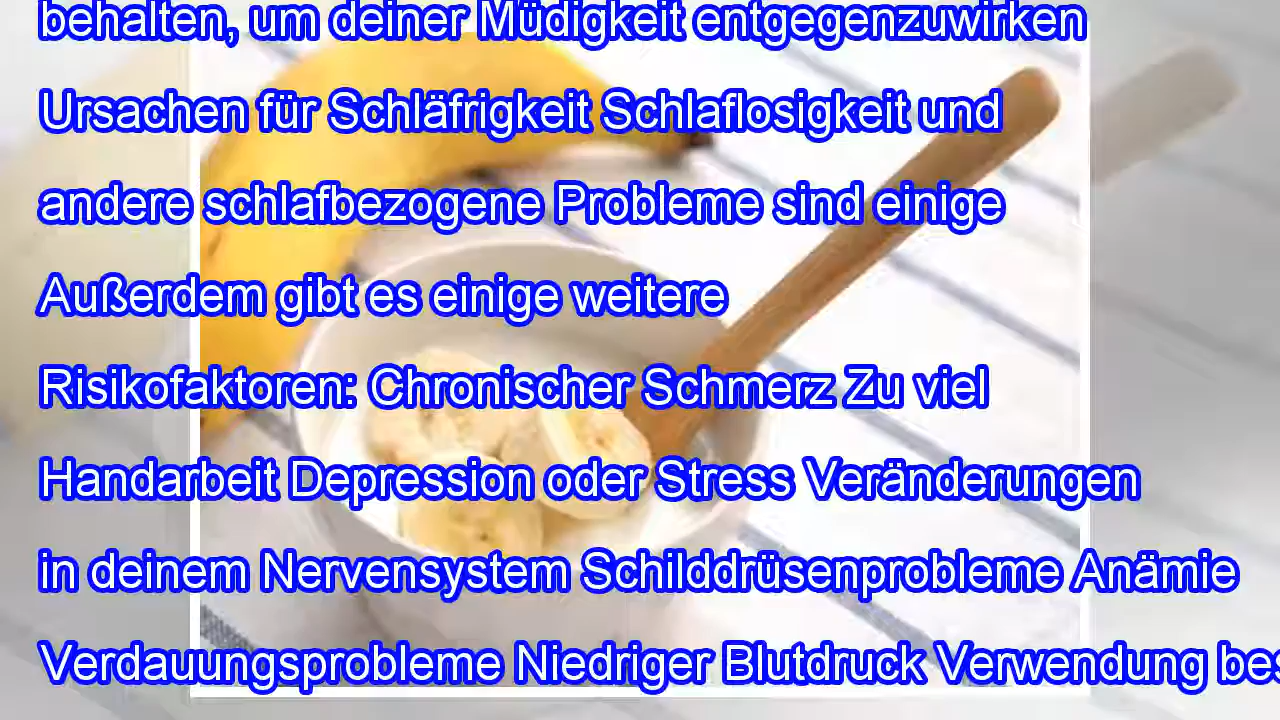 behalten, um deiner Müdigkeit entgegenzuwirken
Ursachen für Schläfrigkeit Schlaflosigkeit und
andere schlafbezogene Probleme sind einige
Außerdem gibt es einige weitere
Risikofaktoren: Chronischer Schmerz Zu viel
Handarbeit Depression oder Stress Veränderungen
in deinem Nervensystem Schilddrüsenprobleme Anämie
Verdauungsprobleme Niedriger Blutdruck Verwendung